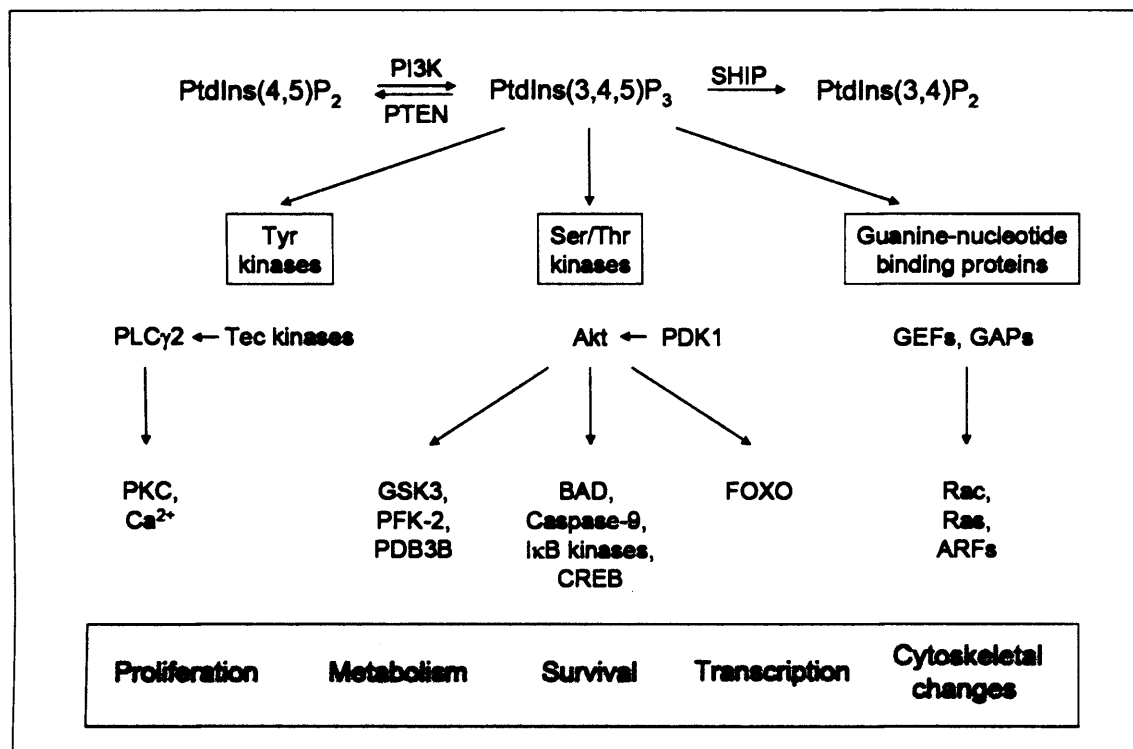 PtdIns(4,5)P₂ PI3K PtdIns(3,4,5)P₃ SHIP PtdIns(3,4)P₂
PTEN
Tyr
kinases
Ser/Thr
kinases
Guanine-nucleotide
binding proteins
PLCγ2 ← Tec kinases
Akt ← PDK1
GEFs, GAPs
PKC,
Ca²⁺
GSK3,
PFK-2,
PDB3B
BAD,
Caspase-9,
IκB kinases,
CREB
FOXO
Rac,
Ras,
ARFs
Proliferation
Metabolism
Survival
Transcription
Cytoskeletal
changes